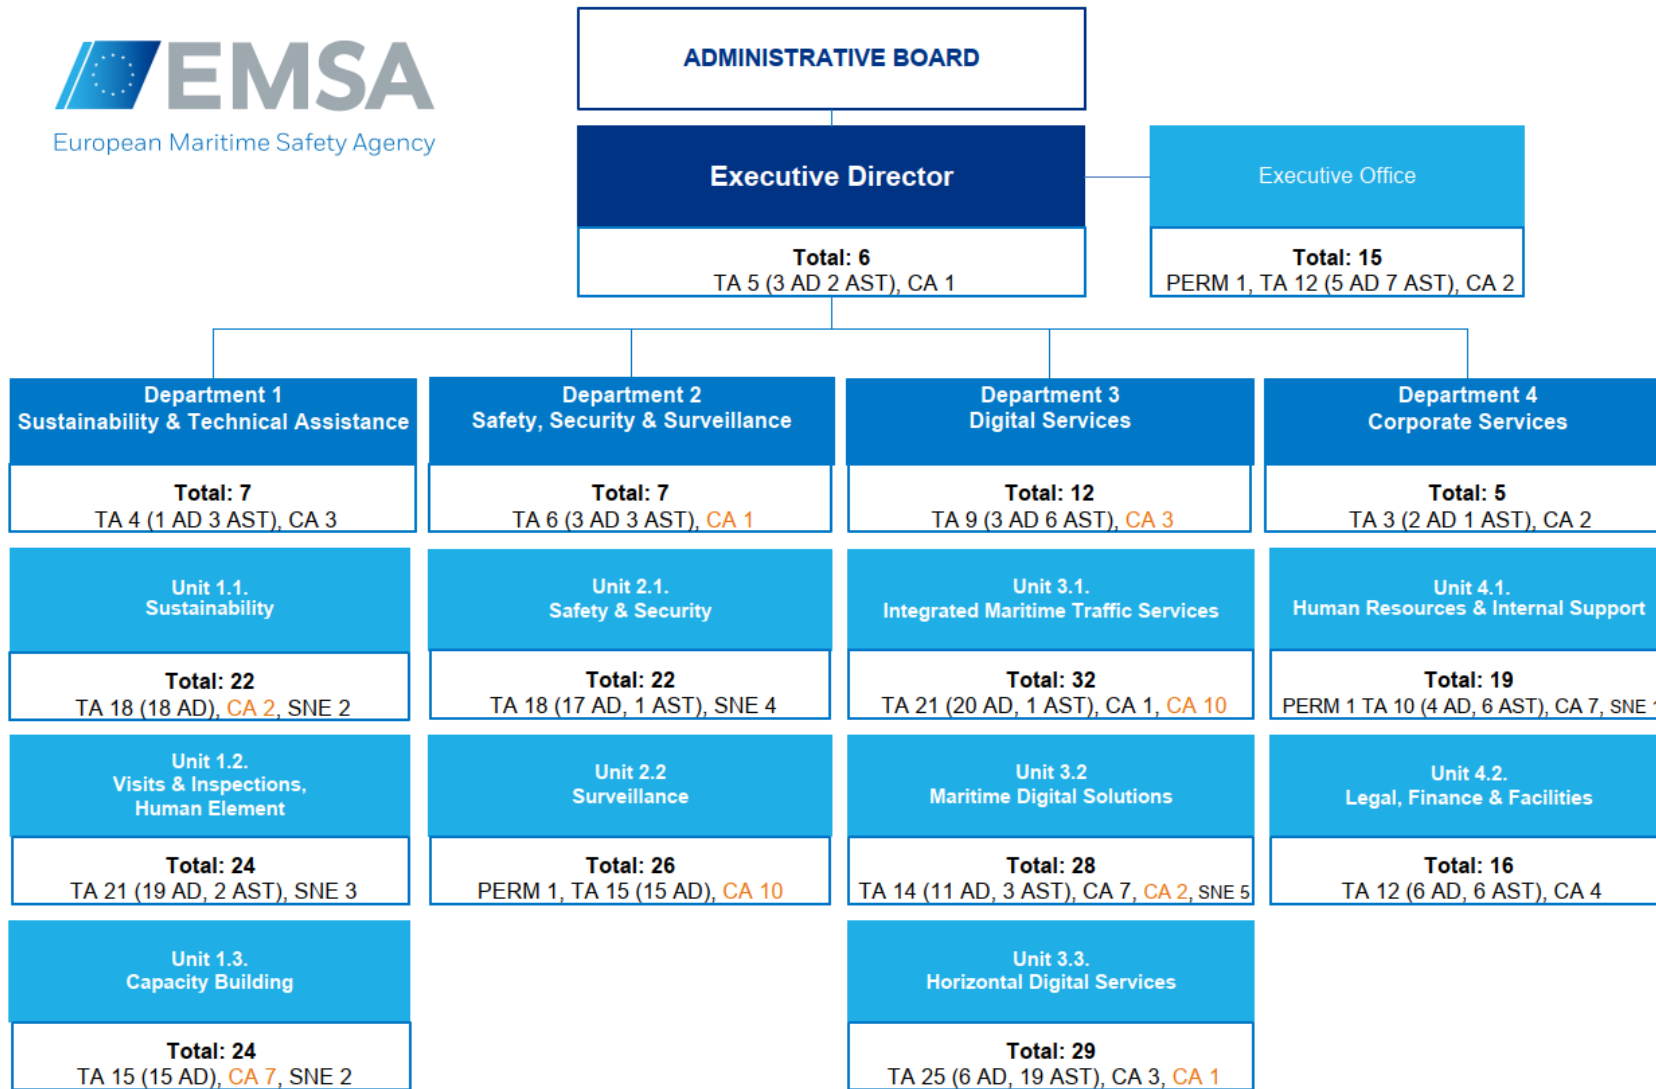 EMSA
European Maritime Safety Agency
ADMINISTRATIVE BOARD
Executive Director
Total: 6
TA 5 (3 AD 2 AST), CA 1
Executive Office
Total: 15
PERM 1, TA 12 (5 AD 7 AST), CA 2
Department 1
Sustainability & Technical Assistance
Total: 7
TA 4 (1 AD 3 AST), CA 3
Unit 1.1.
Sustainability
Total: 22
TA 18 (18 AD), CA 2, SNE 2
Unit 1.2.
Visits & Inspections,
Human Element
Total: 24
TA 21 (19 AD, 2 AST), SNE 3
Unit 1.3.
Capacity Building
Total: 24
TA 15 (15 AD), CA 7, SNE 2
Department 2
Safety, Security & Surveillance
Total: 7
TA 6 (3 AD 3 AST), CA 1
Unit 2.1.
Safety & Security
Total: 22
TA 18 (17 AD, 1 AST), SNE 4
Unit 2.2
Surveillance
Total: 26
PERM 1, TA 15 (15 AD), CA 10
Department 3
Digital Services
Total: 12
TA 9 (3 AD 6 AST), CA 3
Unit 3.1.
Integrated Maritime Traffic Services
Total: 32
TA 21 (20 AD, 1 AST), CA 1, CA 10
Unit 3.2
Maritime Digital Solutions
Total: 28
TA 14 (11 AD, 3 AST), CA 7, CA 2, SNE 5
Unit 3.3.
Horizontal Digital Services
Total: 29
TA 25 (6 AD, 19 AST), CA 3, CA 1
Department 4
Corporate Services
Total: 5
TA 3 (2 AD 1 AST), CA 2
Unit 4.1.
Human Resources & Internal Support
Total: 19
PERM 1 TA 10 (4 AD, 6 AST), CA 7, SNE 1
Unit 4.2.
Legal, Finance & Facilities
Total: 16
TA 12 (6 AD, 6 AST), CA 4